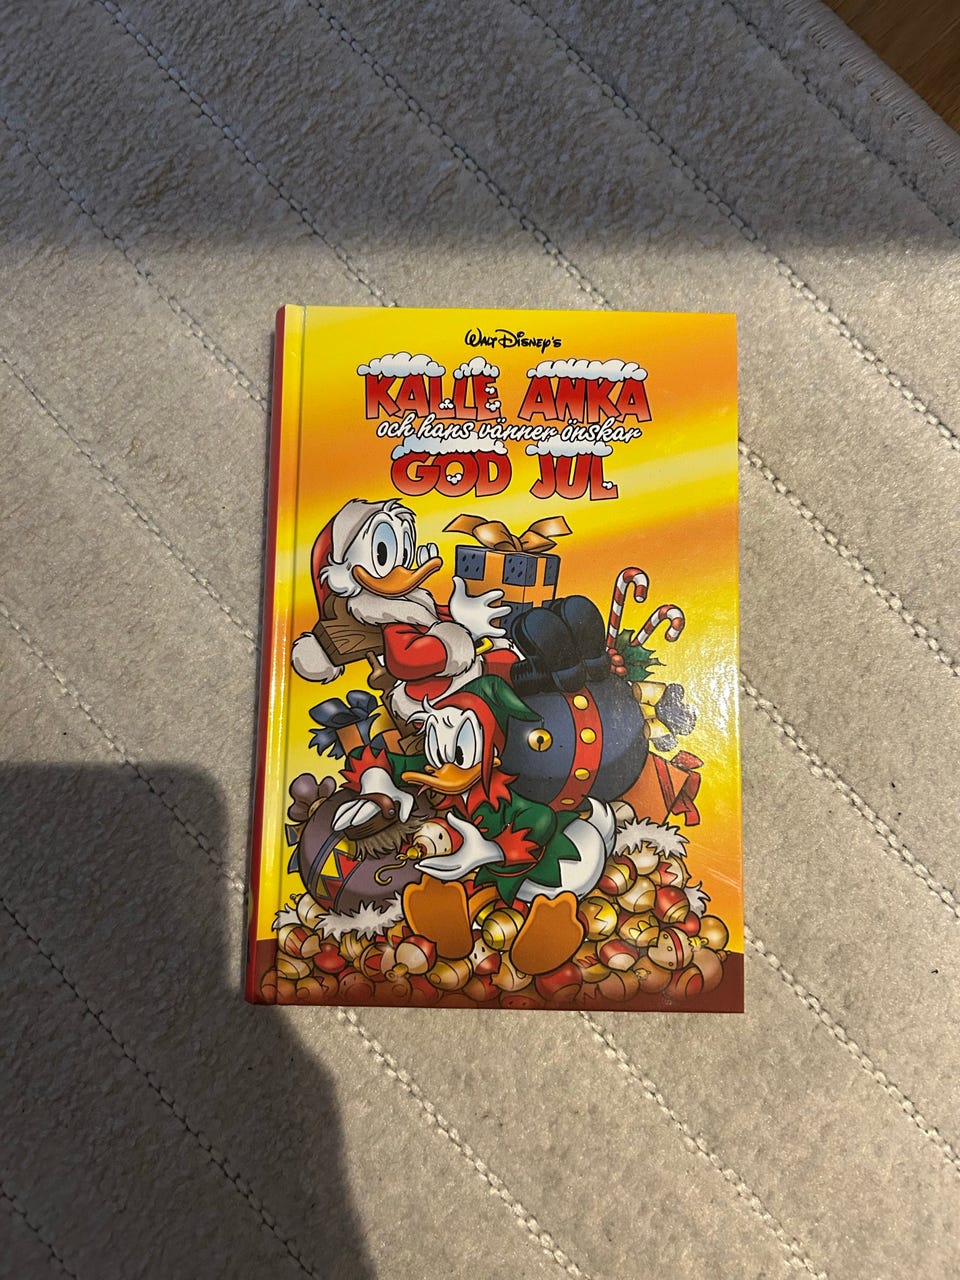 WALT DISNEY'S
KALLE ANKA
och hans vänner önskar
GOD JUL